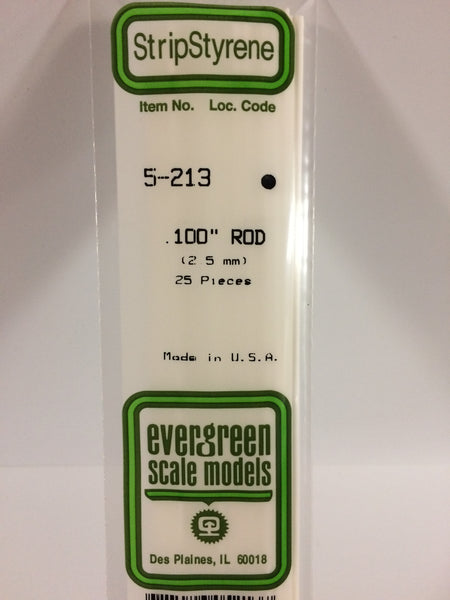 StripStyrene
Item No. Loc. Code
5-213
.100" ROD
(2.5 mm)
25 Pieces
Made in U.S.A.
evergreen
scale models
Des Plaines, IL 60018